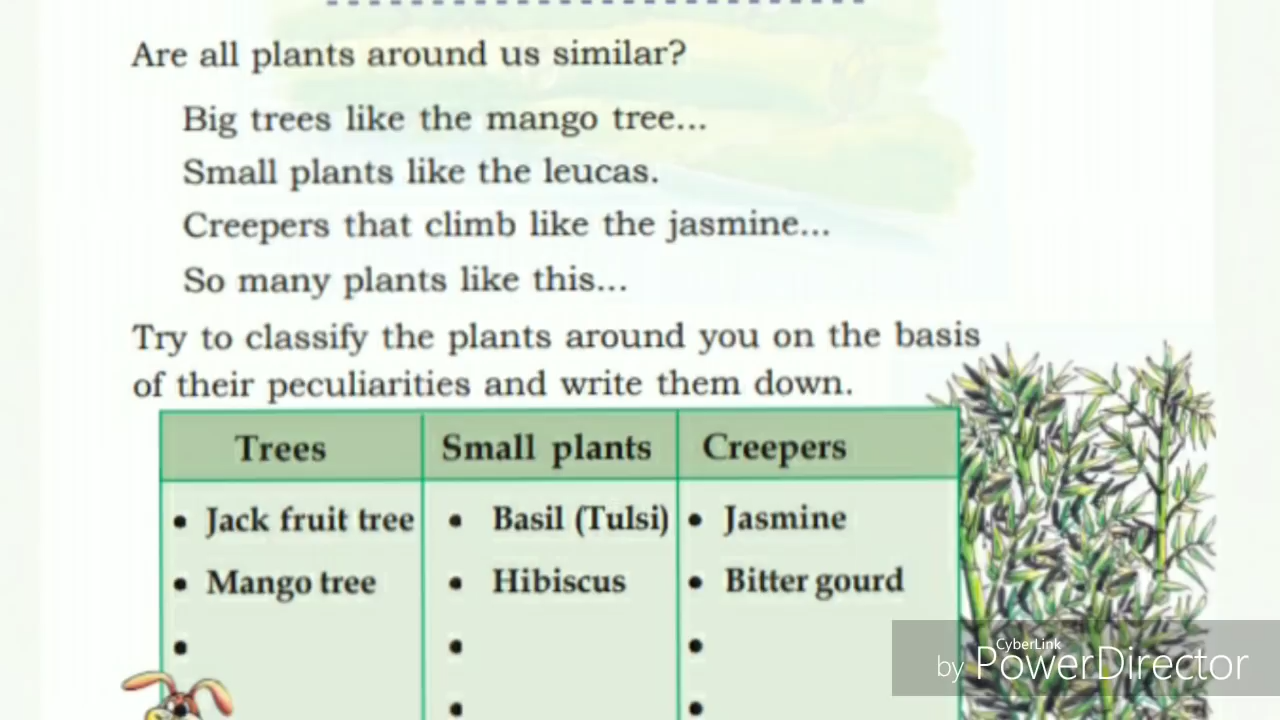 Are all plants around us similar?
Big trees like the mango tree...
Small plants like the leucas.
Creepers that climb like the jasmine...
So many plants like this...
Try to classify the plants around you on the basis
of their peculiarities and write them down.
Trees Small plants Creepers
• Jack fruit tree • Basil (Tulsi) • Jasmine
• Mango tree • Hibiscus • Bitter gourd
• • •
• •
CyberLink
by PowerDirector